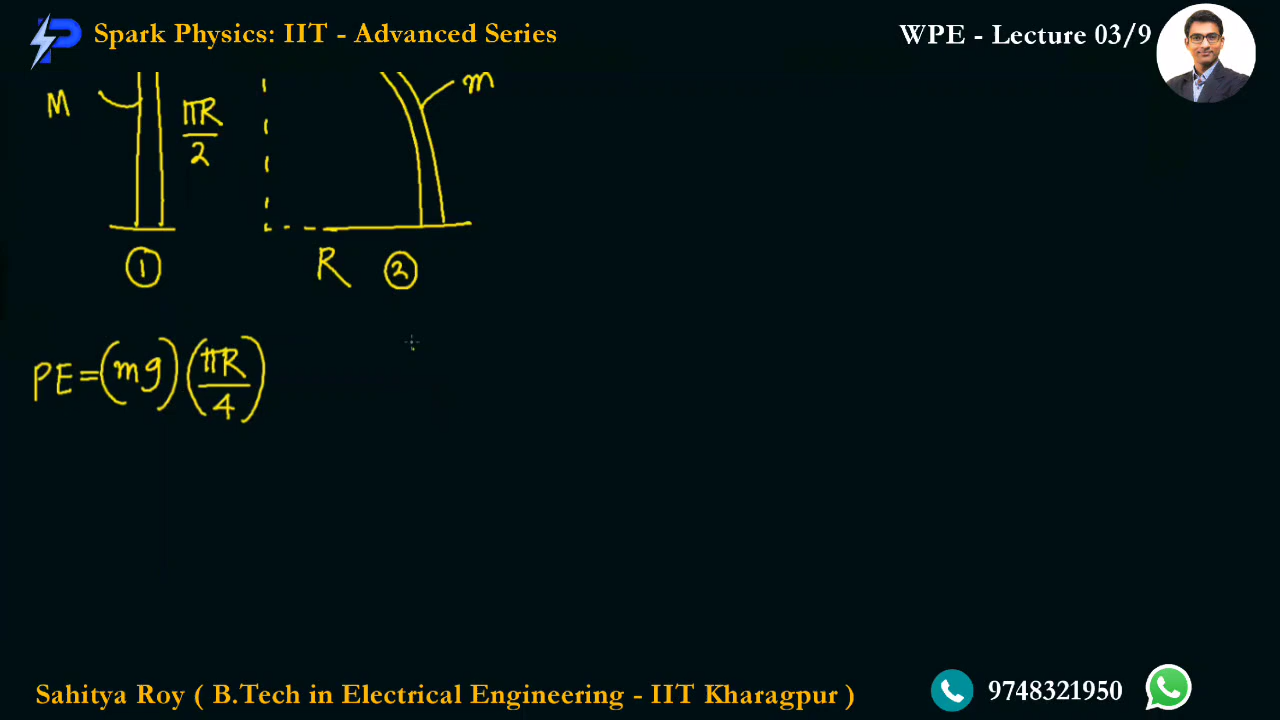 Spark Physics: IIT - Advanced Series
WPE - Lecture 03/9
M
πR/2
m
①
R
②
PE=(mg)(πR/4)
Sahitya Roy ( B.Tech in Electrical Engineering - IIT Kharagpur )
9748321950